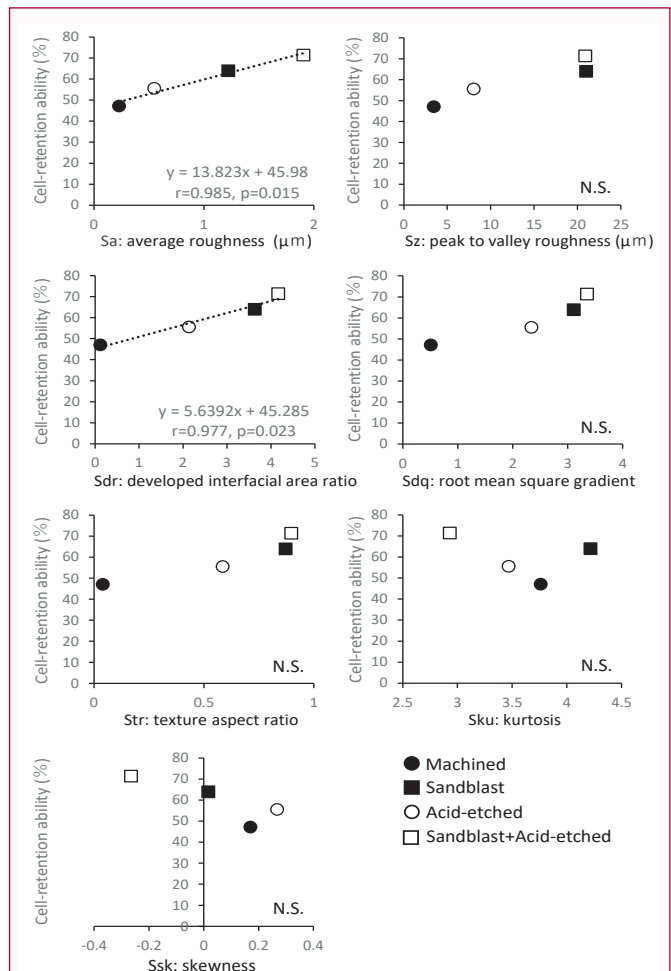 Cell-retention ability (%)
80
70
60
50
40
30
20
10
0
y = 13.823x + 45.98
r=0.985, p=0.015
0 1 2
Sa: average roughness (μm)
Cell-retention ability (%)
80
70
60
50
40
30
20
10
0
N.S.
0 5 10 15 20 25
Sz: peak to valley roughness (μm)
Cell-retention ability (%)
80
70
60
50
40
30
20
10
0
y = 5.6392x + 45.285
r=0.977, p=0.023
0 1 2 3 4 5
Sdr: developed interfacial area ratio
Cell-retention ability (%)
80
70
60
50
40
30
20
10
0
N.S.
0 1 2 3 4
Sdq: root mean square gradient
Cell-retention ability (%)
80
70
60
50
40
30
20
10
0
N.S.
0 0.5 1
Str: texture aspect ratio
Cell-retention ability (%)
80
70
60
50
40
30
20
10
0
N.S.
2.5 3 3.5 4 4.5
Sku: kurtosis
Cell-retention ability (%)
80
70
60
50
40
30
20
10
0
N.S.
-0.4 -0.2 0 0.2 0.4
Ssk: skewness
Machined
Sandblast
Acid-etched
Sandblast+Acid-etched